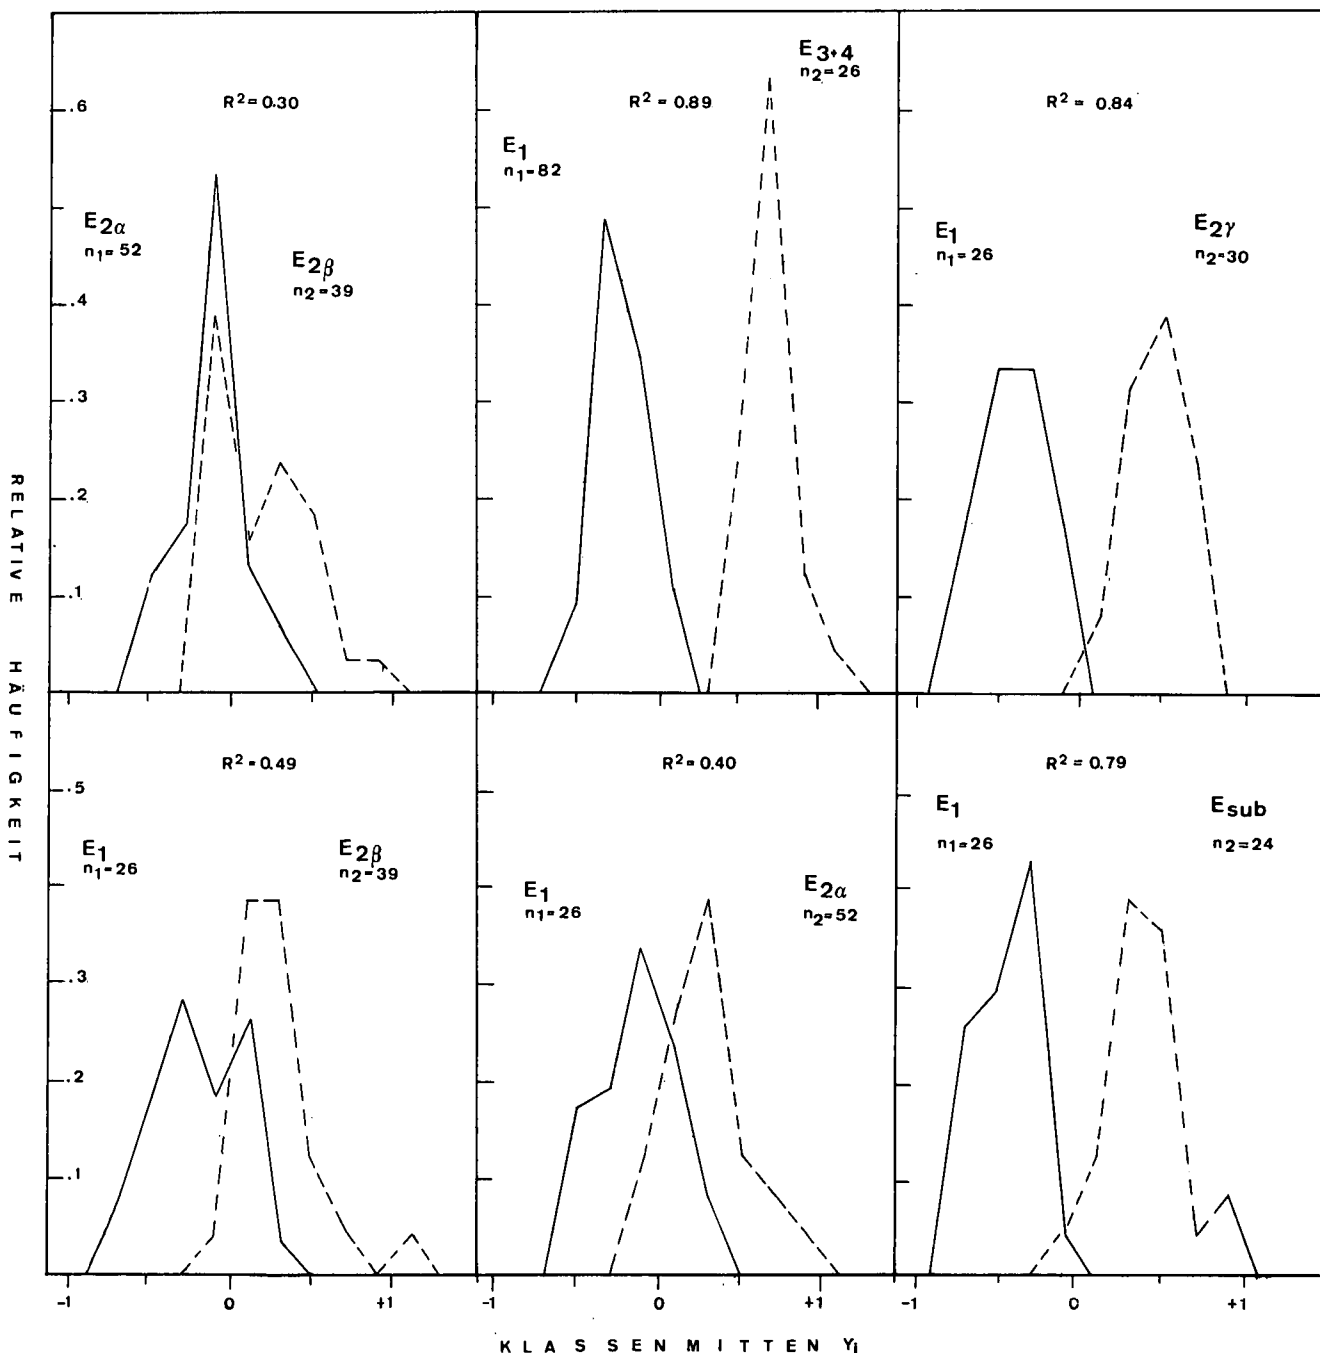 RELATIVE HÄUFIGKEIT
.6
.4
.3
.2
.1
R²=0.30
E2α
n1=52
E2β
n2=39
R²=0.89
E1
n1=82
E3+4
n2=26
R²= 0.84
E1
n1=26
E2γ
n2=30
.5
.3
.2
.1
R²=0.49
E1
n1=26
E2β
n2=39
R²=0.40
E1
n1=26
E2α
n2=52
R²=0.79
E1
n1=26
Esub
n2=24
-1 0 +1
-1 0 +1
-1 0 +1
KLASSENMITTEN Yi